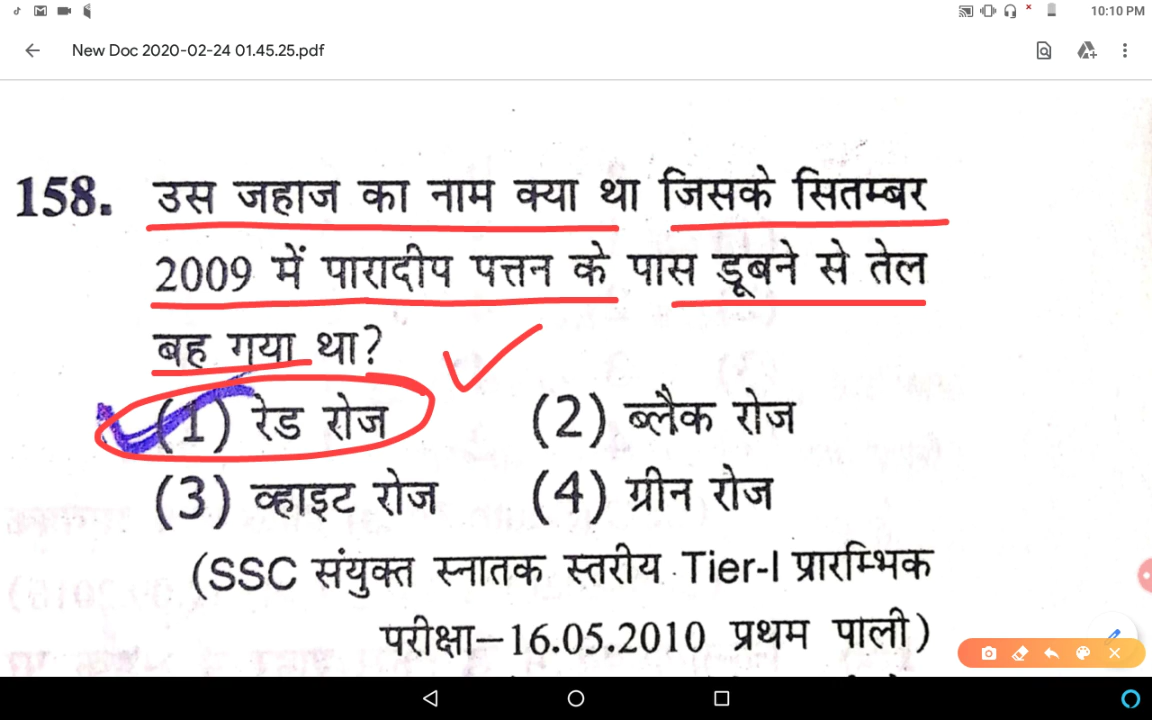 10:10 PM
New Doc 2020-02-24 01.45.25.pdf
158. उस जहाज का नाम क्या था जिसके सितम्बर
2009 में पारादीप पत्तन के पास डूबने से तेल
बह गया था?
(1) रेड रोज (2) ब्लैक रोज
(3) व्हाइट रोज (4) ग्रीन रोज
(SSC संयुक्त स्नातक स्तरीय Tier-I प्रारम्भिक
परीक्षा–16.05.2010 प्रथम पाली)